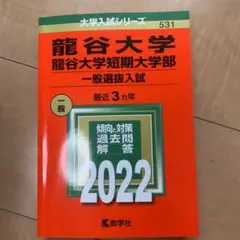 大学入試シリーズ
531
龍谷大学
龍谷大学短期大学部
一般選抜入試
最近3カ年
一般
傾向と対策
過去問
解答
2022
教学社